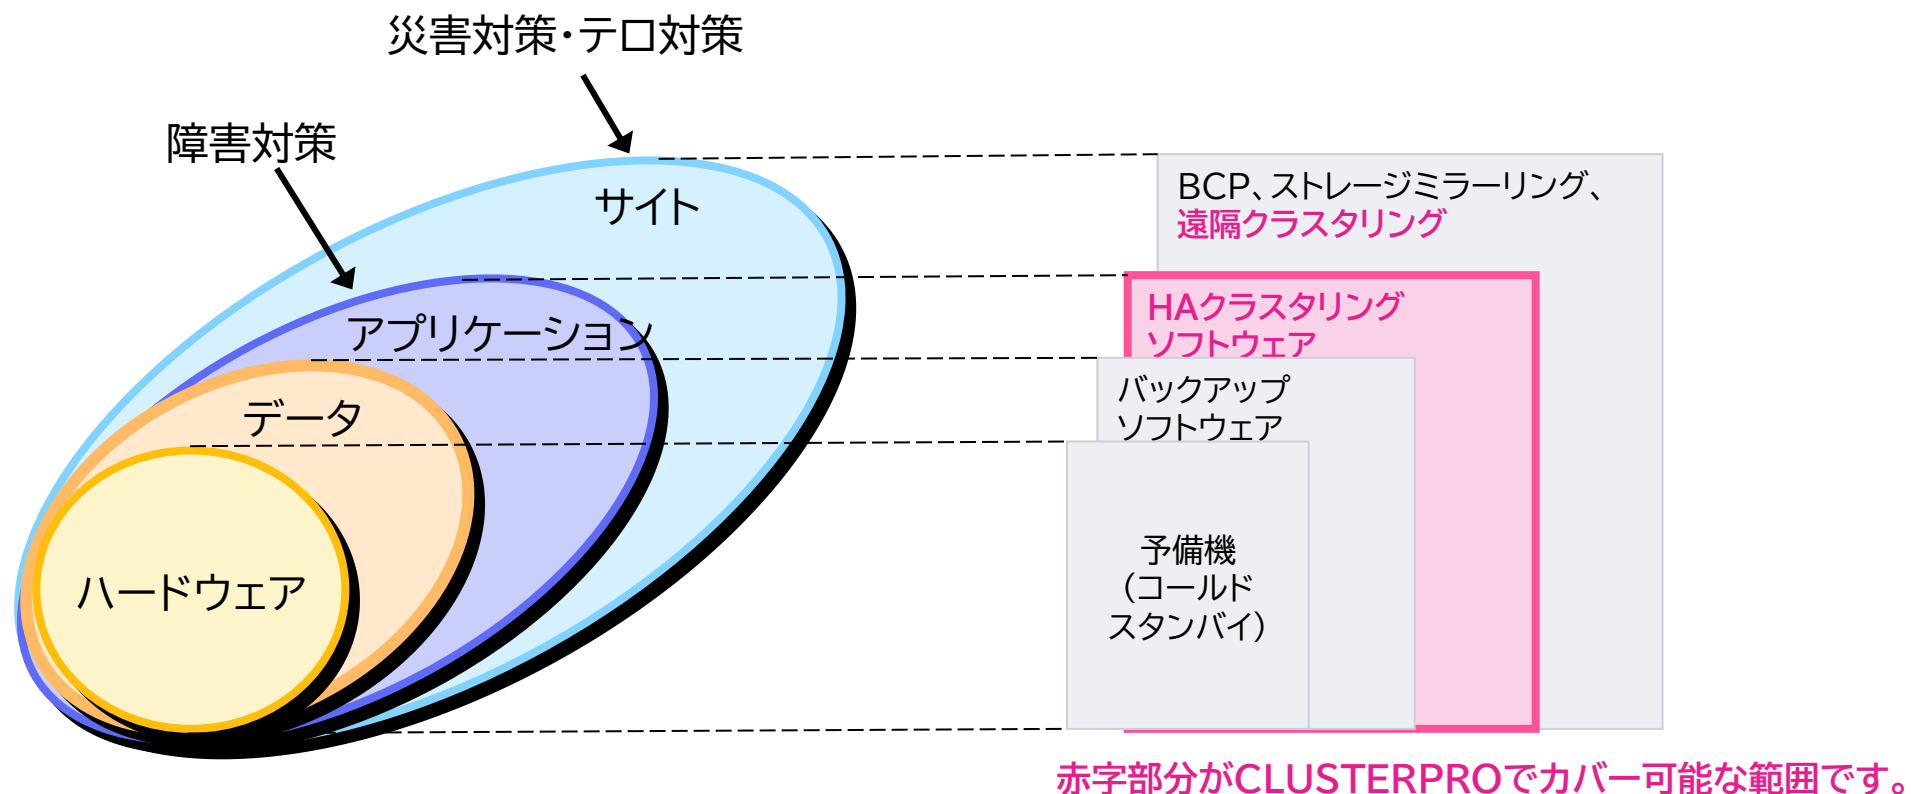 災害対策・テロ対策
障害対策
サイト
アプリケーション
データ
ハードウェア
BCP、ストレージミラーリング、
遠隔クラスタリング
HAクラスタリング
ソフトウェア
バックアップ
ソフトウェア
予備機
（コールド
スタンバイ）
赤字部分がCLUSTERPROでカバー可能な範囲です。